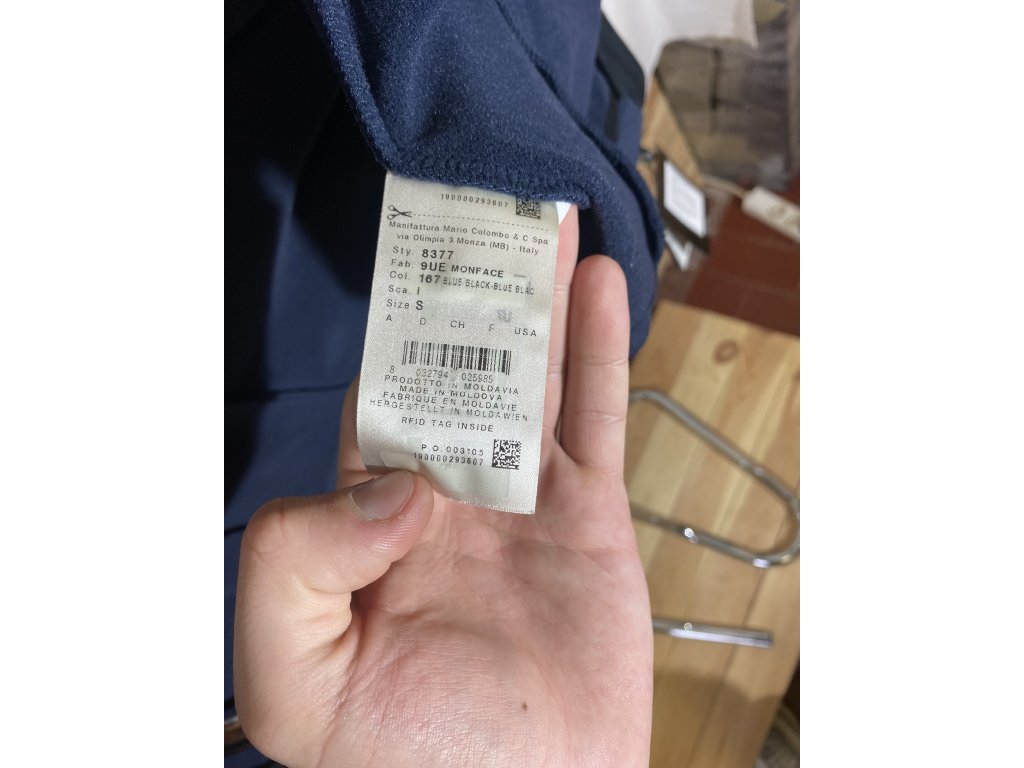 190000293607
Manifattura Mario Colombo & C Spa
via Olimpia 3 Monza (MB) - Italy
Sty. 8377
Fab. 9UE MONFACE
Col. 167 BLUE BLACK-BLUE BLAC
Sca. I
Size S
A D CH F USA
8 032794 025985
PRODOTTO IN MOLDAVIA
MADE IN MOLDOVA
FABRIQUE EN MOLDAVIE
HERGESTELLT IN MOLDAWIEN
RFID TAG INSIDE
P.O. 003105
190000293607